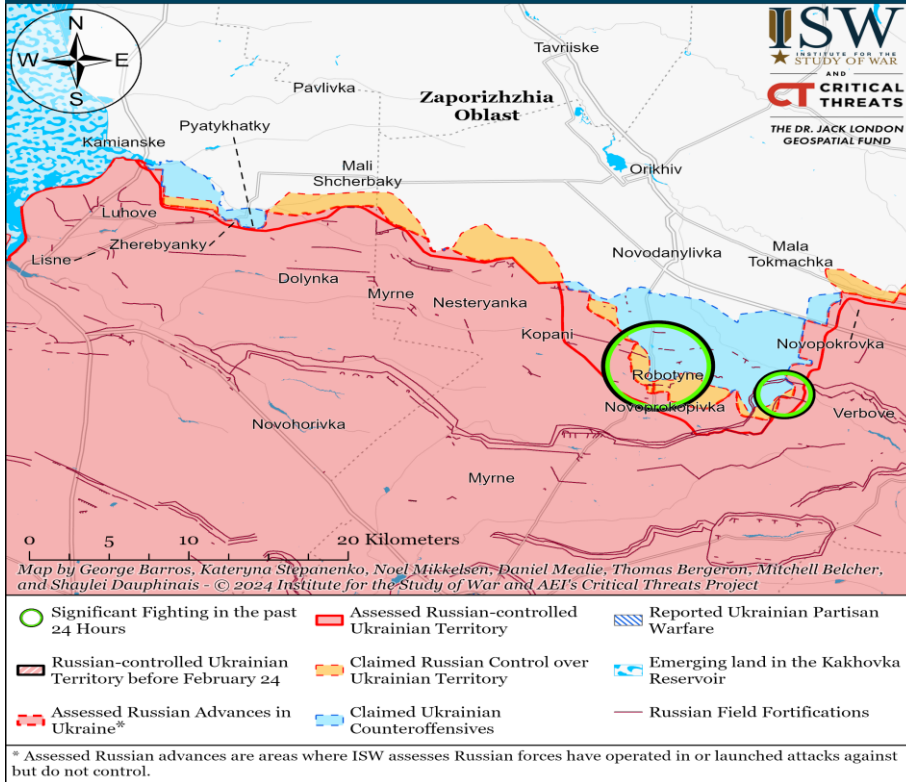 N
W E
S
ISW
INSTITUTE FOR THE
STUDY OF WAR
AND
CT CRITICAL
THREATS
THE DR. JACK LONDON
GEOSPATIAL FUND
Tavriiske
Pavlivka
Zaporizhzhia
Oblast
Pyatykhatky
Kamianske
Mali
Shcherbaky
Orikhiv
Luhove
Zherebyanky
Lisne
Novodanylivka
Mala
Tokmachka
Dolynka
Myrne
Nesteryanka
Kopani
Novopokrovka
Robotyne
Novoprokopivka
Verbove
Novohorivka
Myrne
0 5 10 20 Kilometers
Map by George Barros, Kateryna Stepanenko, Noel Mikkelsen, Daniel Mealie, Thomas Bergeron, Mitchell Belcher,
and Shaylei Dauphinais - © 2024 Institute for the Study of War and AEI's Critical Threats Project
Significant Fighting in the past
24 Hours
Assessed Russian-controlled
Ukrainian Territory
Reported Ukrainian Partisan
Warfare
Russian-controlled Ukrainian
Territory before February 24
Claimed Russian Control over
Ukrainian Territory
Emerging land in the Kakhovka
Reservoir
Assessed Russian Advances in
Ukraine*
Claimed Ukrainian
Counteroffensives
Russian Field Fortifications
* Assessed Russian advances are areas where ISW assesses Russian forces have operated in or launched attacks against
but do not control.